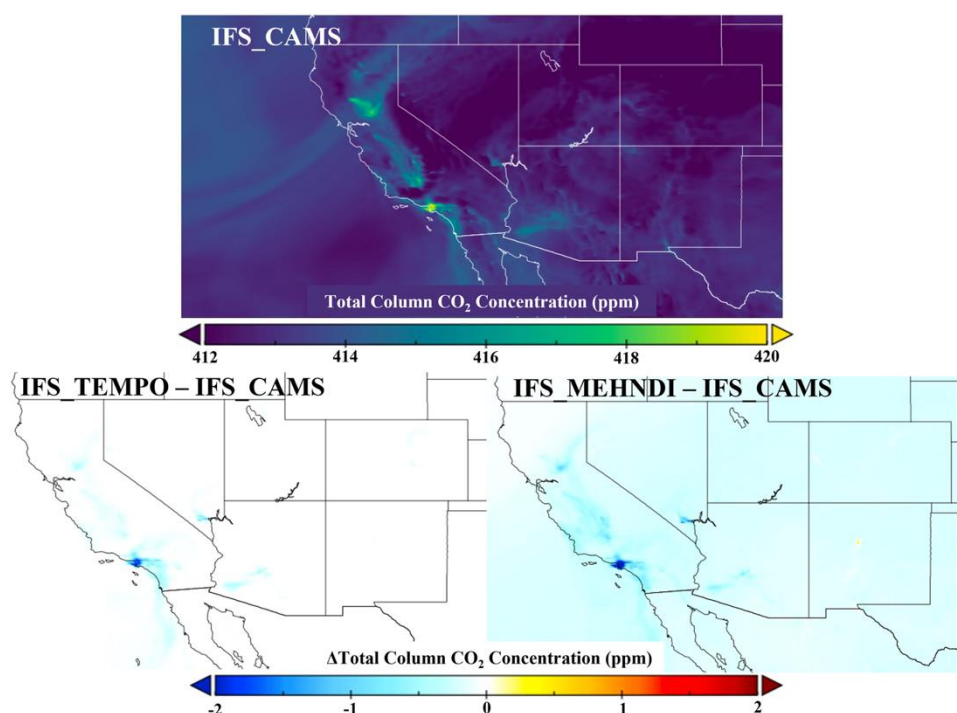 IFS_CAMS
Total Column CO₂ Concentration (ppm)
412 414 416 418 420
IFS_TEMPO – IFS_CAMS
IFS_MEHNDI – IFS_CAMS
ΔTotal Column CO₂ Concentration (ppm)
-2 -1 0 1 2